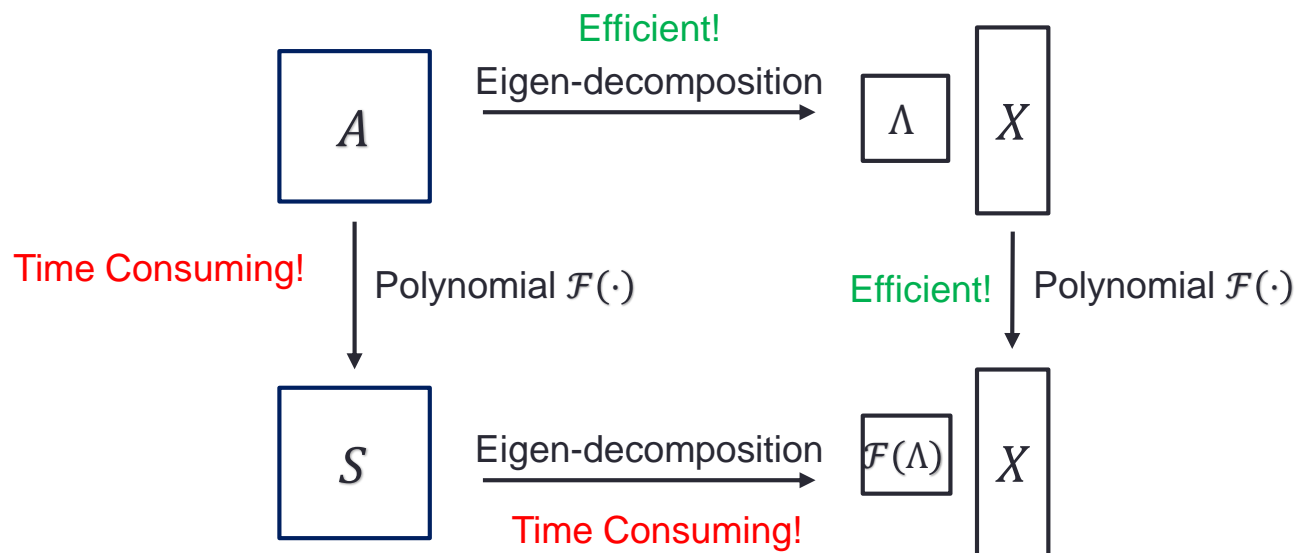 Efficient!
Eigen-decomposition
A
Λ
X
Time Consuming!
Polynomial ℱ(·)
Efficient!
Polynomial ℱ(·)
Eigen-decomposition
S
ℱ(Λ)
X
Time Consuming!